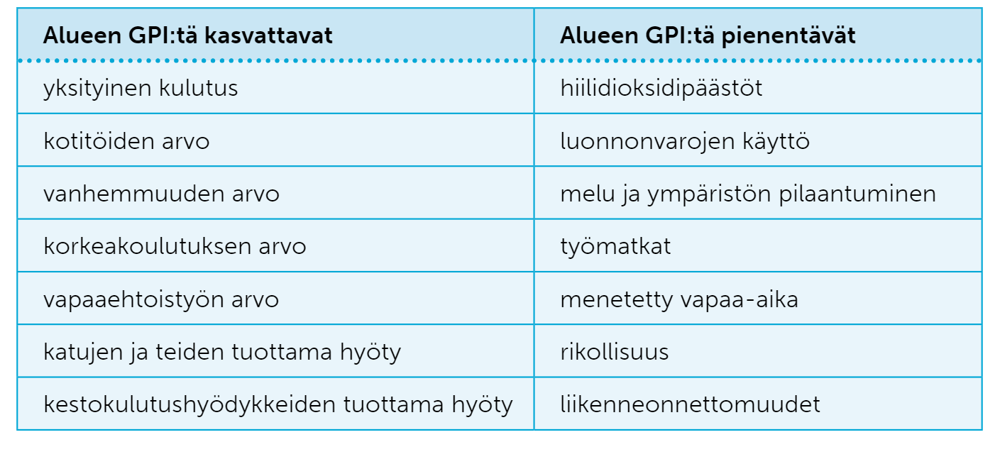 Alueen GPI:tä kasvattavat
Alueen GPI:tä pienentävät
yksityinen kulutus
hiilidioksidipäästöt
kotitöiden arvo
luonnonvarojen käyttö
vanhemmuuden arvo
melu ja ympäristön pilaantuminen
korkeakoulutuksen arvo
työmatkat
vapaaehtoistyön arvo
menetetty vapaa-aika
katujen ja teiden tuottama hyöty
rikollisuus
kestokulutushyödykkeiden tuottama hyöty
liikenneonnettomuudet